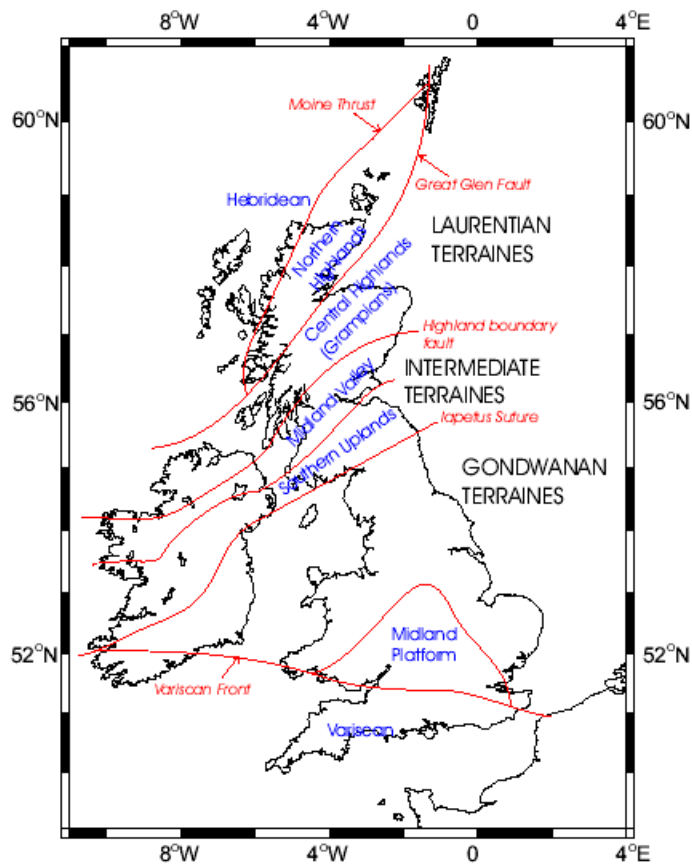 8°W 4°W 0 4°E
60°N 60°N
Moine Thrust
Great Glen Fault
Hebridean
LAURENTIAN
TERRAINES
Northern
Highlands
Central Highlands
(Grampians)
Highland boundary
fault
56°N 56°N
INTERMEDIATE
TERRAINES
Midland Valley
Iapetus Suture
Southern Uplands
GONDWANAN
TERRAINES
52°N 52°N
Midland
Platform
Variscan Front
Variscan
8°W 4°W 0 4°E